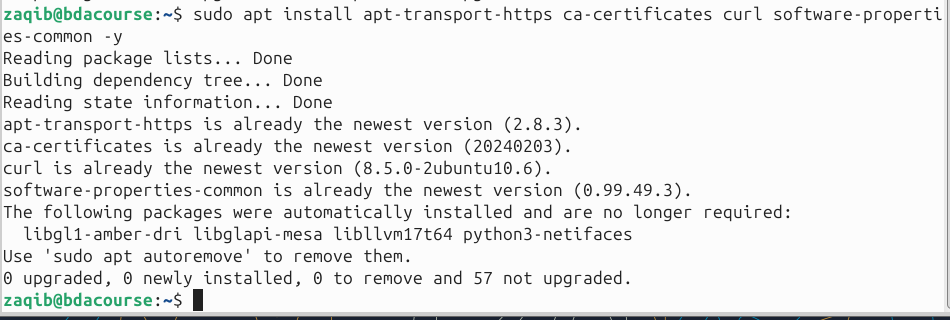 zaqib@bdacourse:~$ sudo apt install apt-transport-https ca-certificates curl software-properti
es-common -y
Reading package lists... Done
Building dependency tree... Done
Reading state information... Done
apt-transport-https is already the newest version (2.8.3).
ca-certificates is already the newest version (20240203).
curl is already the newest version (8.5.0-2ubuntu10.6).
software-properties-common is already the newest version (0.99.49.3).
The following packages were automatically installed and are no longer required:
  libgl1-amber-dri libglapi-mesa libllvm17t64 python3-netifaces
Use 'sudo apt autoremove' to remove them.
0 upgraded, 0 newly installed, 0 to remove and 57 not upgraded.
zaqib@bdacourse:~$